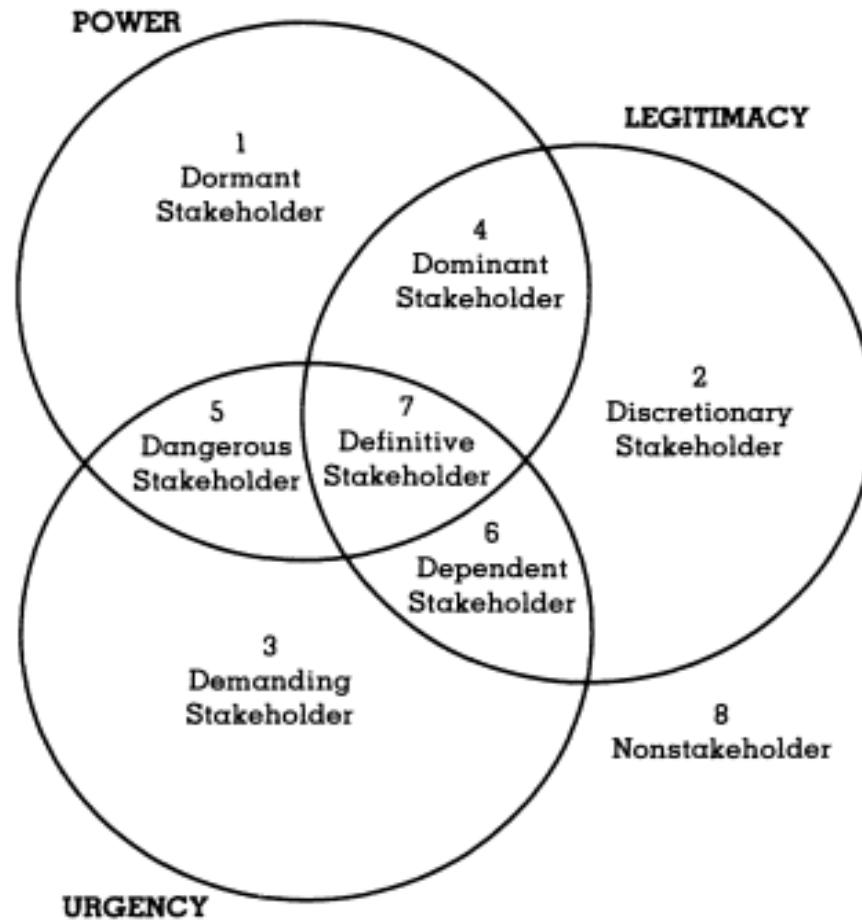 POWER
LEGITIMACY
1
Dormant
Stakeholder
4
Dominant
Stakeholder
2
Discretionary
Stakeholder
5
Dangerous
Stakeholder
7
Definitive
Stakeholder
6
Dependent
Stakeholder
3
Demanding
Stakeholder
8
Nonstakeholder
URGENCY